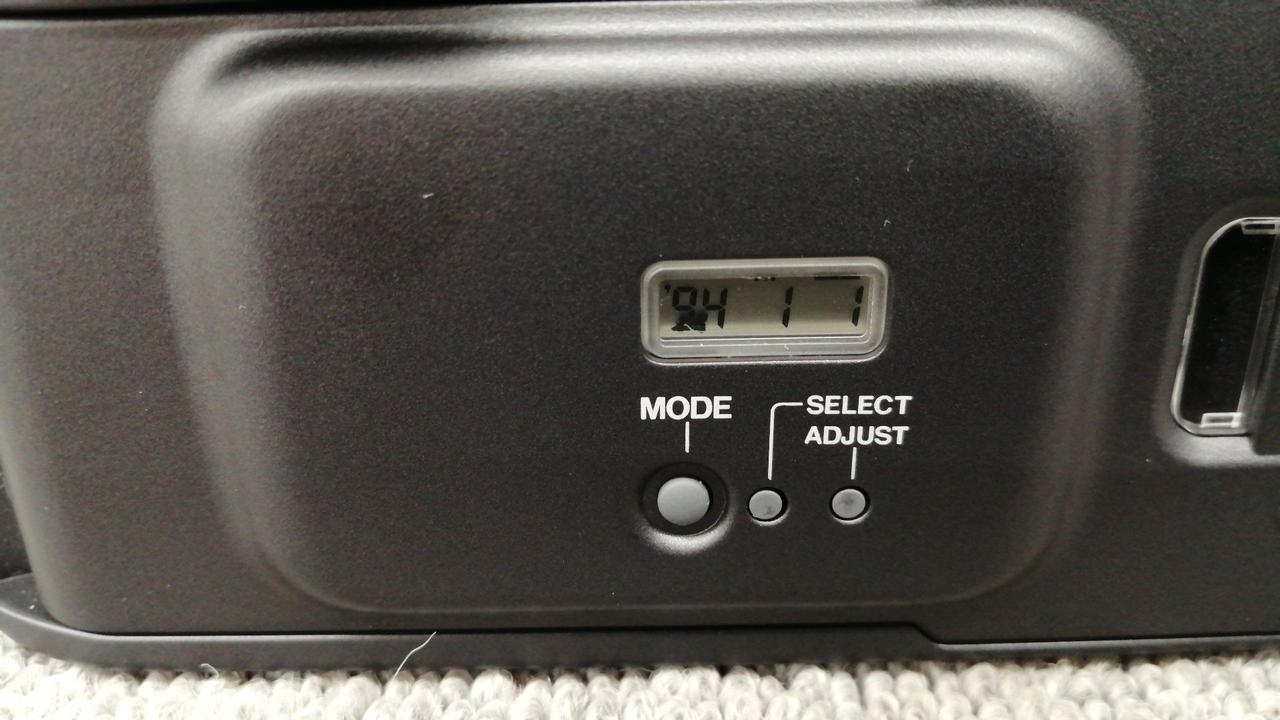 '94 1 1
MODE
SELECT
ADJUST